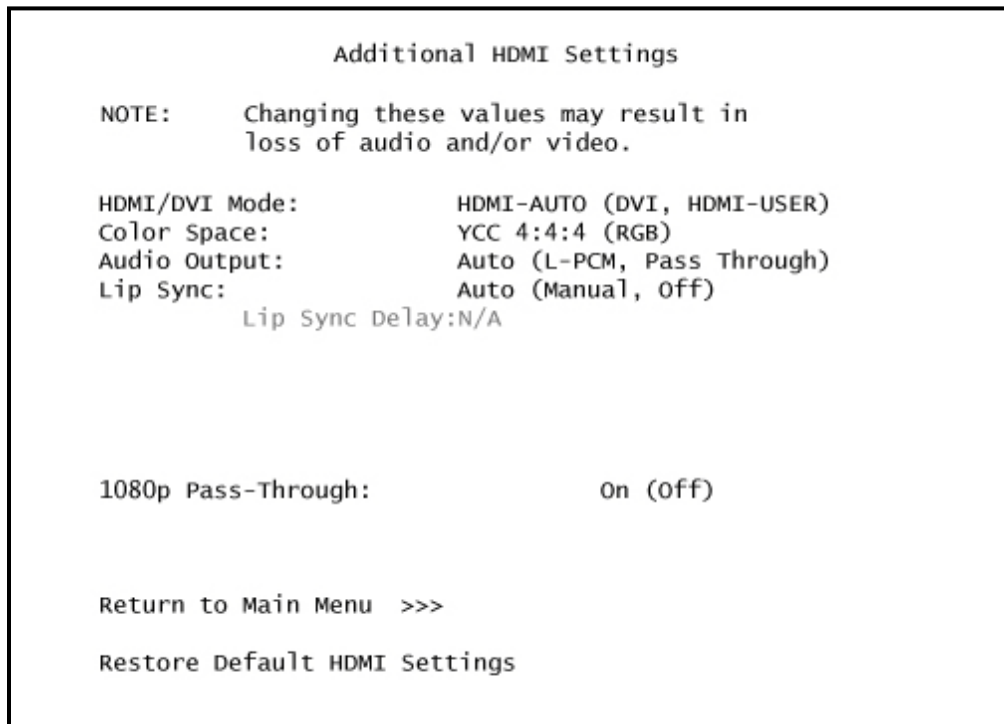 Additional HDMI Settings
NOTE: Changing these values may result in
loss of audio and/or video.
HDMI/DVI Mode: HDMI-AUTO (DVI, HDMI-USER)
Color Space: YCC 4:4:4 (RGB)
Audio Output: Auto (L-PCM, Pass Through)
Lip Sync: Auto (Manual, Off)
Lip Sync Delay:N/A
1080p Pass-Through: On (Off)
Return to Main Menu >>>
Restore Default HDMI Settings